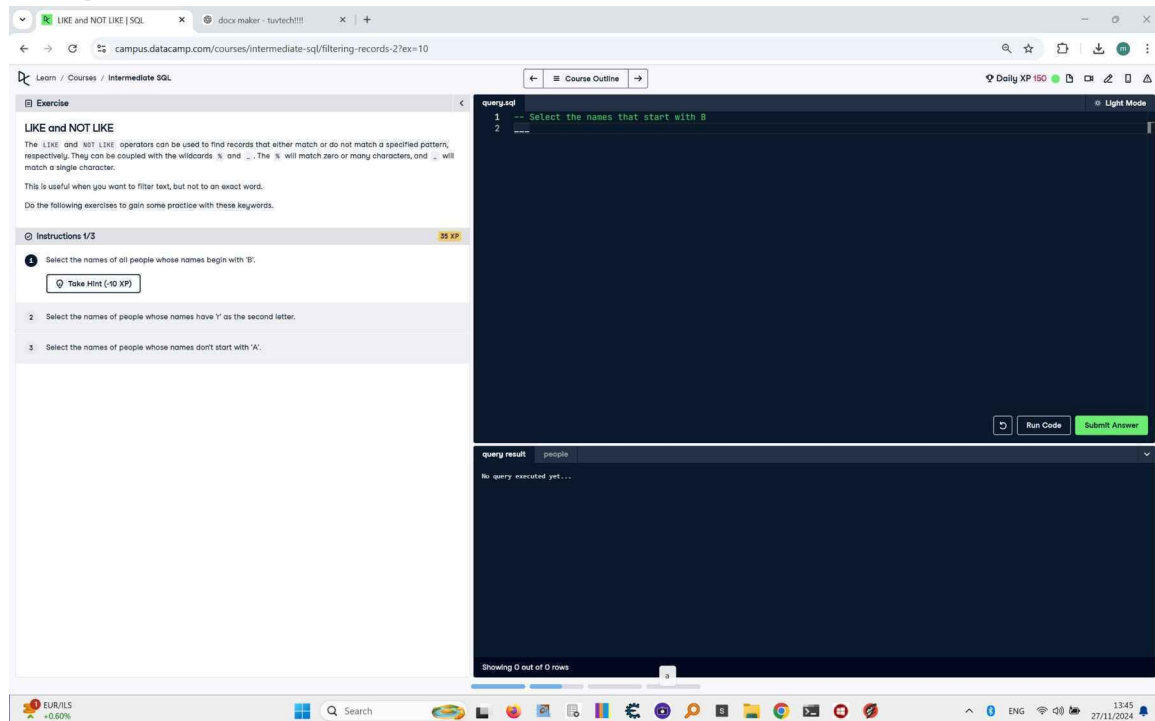 LIKE and NOT LIKE | SQL
docx maker - tuvtech!!!!
campus.datacamp.com/courses/intermediate-sql/filtering-records-2?ex=10
m
Learn / Courses / Intermediate SQL
Course Outline
Daily XP 150
Exercise
LIKE and NOT LIKE
The LIKE and NOT LIKE operators can be used to find records that either match or do not match a specified pattern,
respectively. They can be coupled with the wildcards % and _. The % will match zero or many characters, and _ will
match a single character.
This is useful when you want to filter text, but not to an exact word.
Do the following exercises to gain some practice with these keywords.
Instructions 1/3
35 XP
1 Select the names of all people whose names begin with 'B'.
Take Hint (-10 XP)
2 Select the names of people whose names have 'r' as the second letter.
3 Select the names of people whose names don't start with 'A'.
query.sql
Light Mode
1 -- Select the names that start with B
2 ___
Run Code
Submit Answer
query result
people
No query executed yet...
Showing 0 out of 0 rows
a
1
EUR/ILS
+0.60%
Search
S
ENG
13:45
27/11/2024